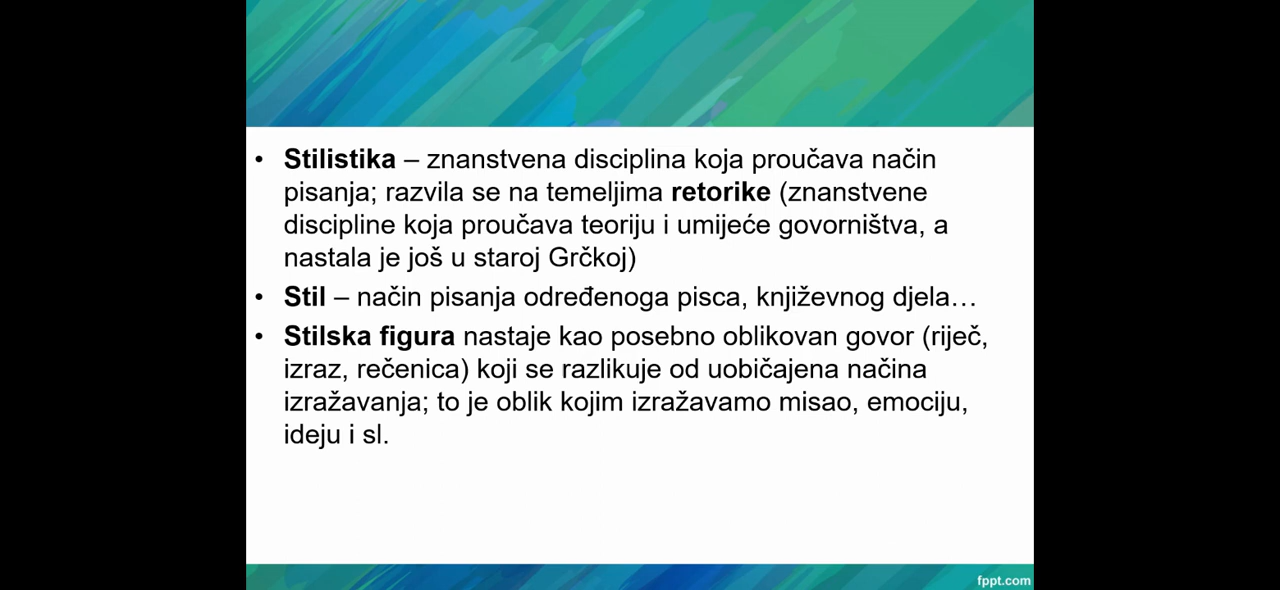 • Stilistika – znanstvena disciplina koja proučava način
pisanja; razvila se na temeljima retorike (znanstvene
discipline koja proučava teoriju i umijeće govorništva, a
nastala je još u staroj Grčkoj)
• Stil – način pisanja određenoga pisca, književnog djela…
• Stilska figura nastaje kao posebno oblikovan govor (riječ,
izraz, rečenica) koji se razlikuje od uobičajena načina
izražavanja; to je oblik kojim izražavamo misao, emociju,
ideju i sl.
fppt.com